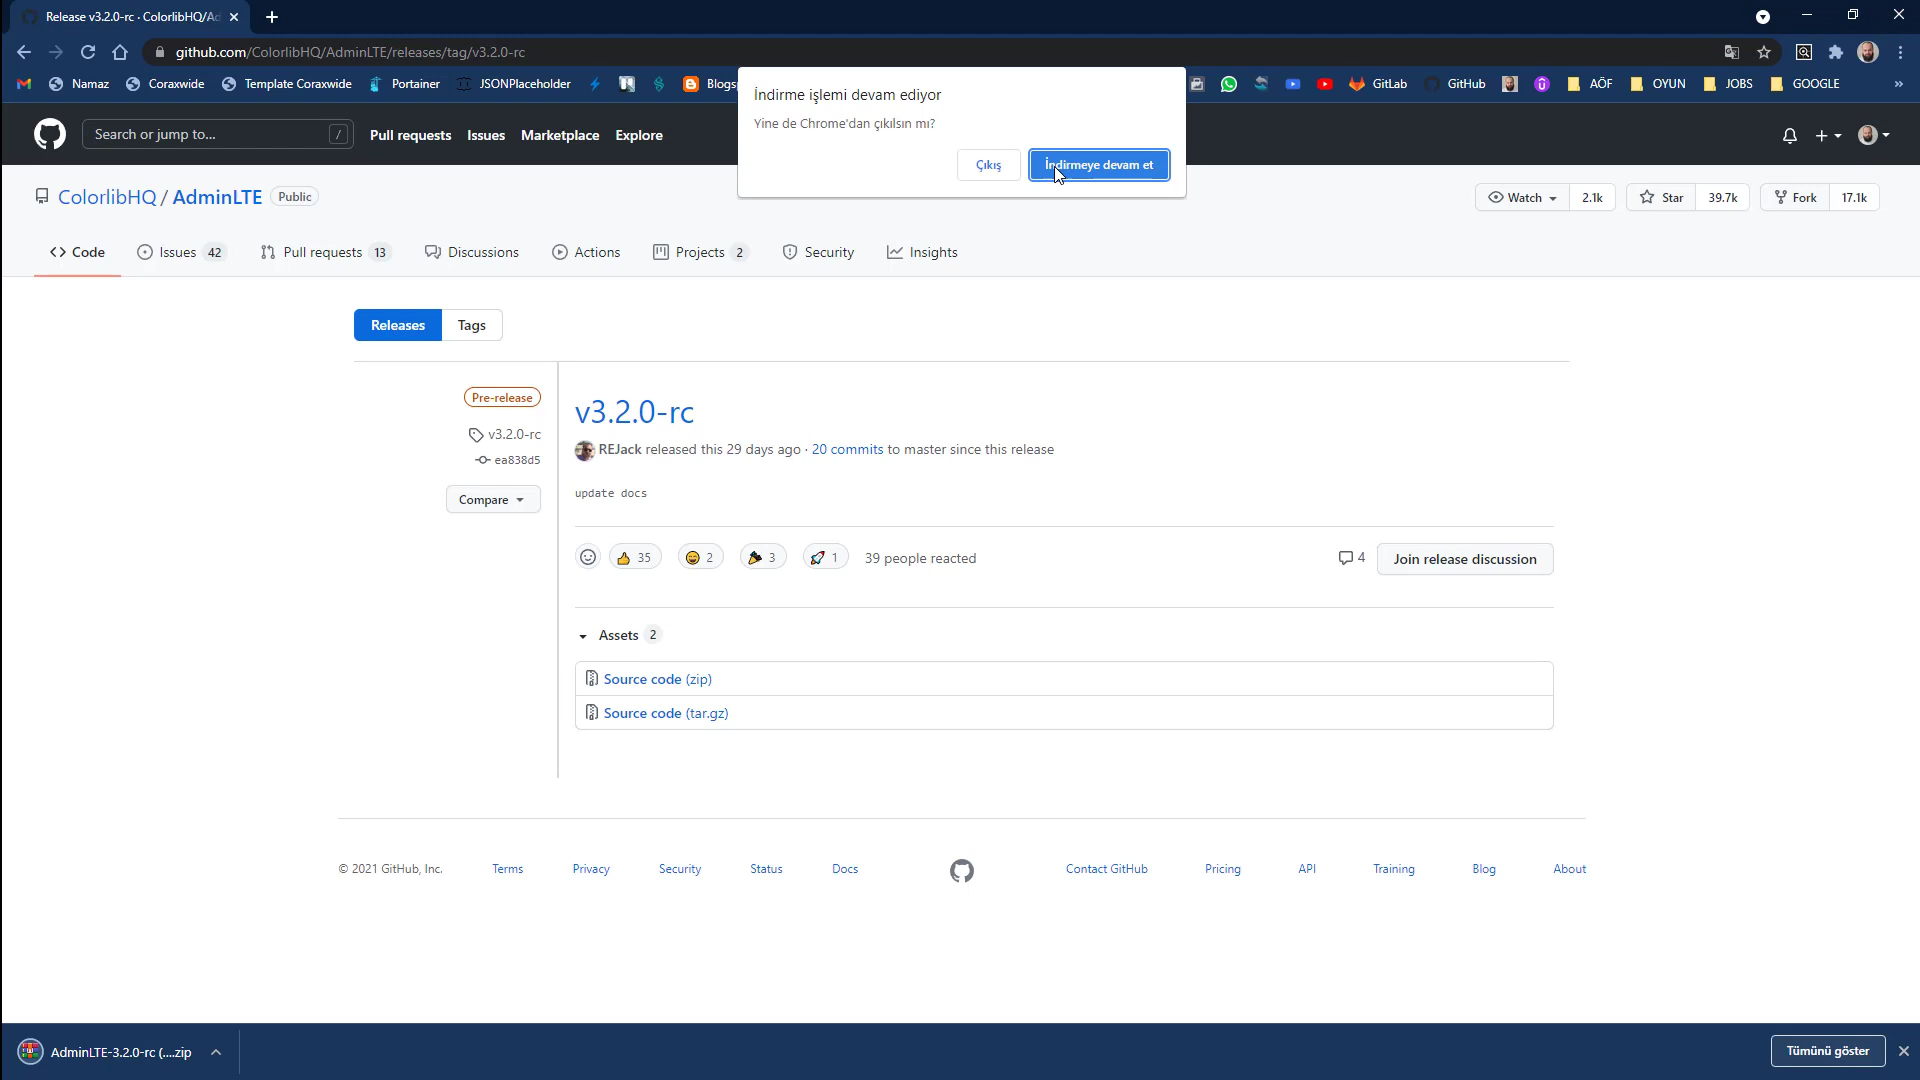 Release v3.2.0-rc · ColorlibHQ/Ad
github.com/ColorlibHQ/AdminLTE/releases/tag/v3.2.0-rc
Namaz Coraxwide Template Coraxwide Portainer JSONPlaceholder Blogs GitLab GitHub AÖF OYUN JOBS GOOGLE »
İndirme işlemi devam ediyor
Yine de Chrome'dan çıkılsın mı?
Çıkış İndirmeye devam et
Search or jump to... / Pull requests Issues Marketplace Explore
ColorlibHQ / AdminLTE Public Watch 2.1k Star 39.7k Fork 17.1k
Code Issues 42 Pull requests 13 Discussions Actions Projects 2 Security Insights
Releases Tags
Pre-release
v3.2.0-rc
ea838d5
Compare
v3.2.0-rc
REJack released this 29 days ago · 20 commits to master since this release
update docs
35 2 3 1 39 people reacted 4 Join release discussion
Assets 2
Source code (zip)
Source code (tar.gz)
© 2021 GitHub, Inc. Terms Privacy Security Status Docs Contact GitHub Pricing API Training Blog About
AdminLTE-3.2.0-rc (....zip Tümünü göster